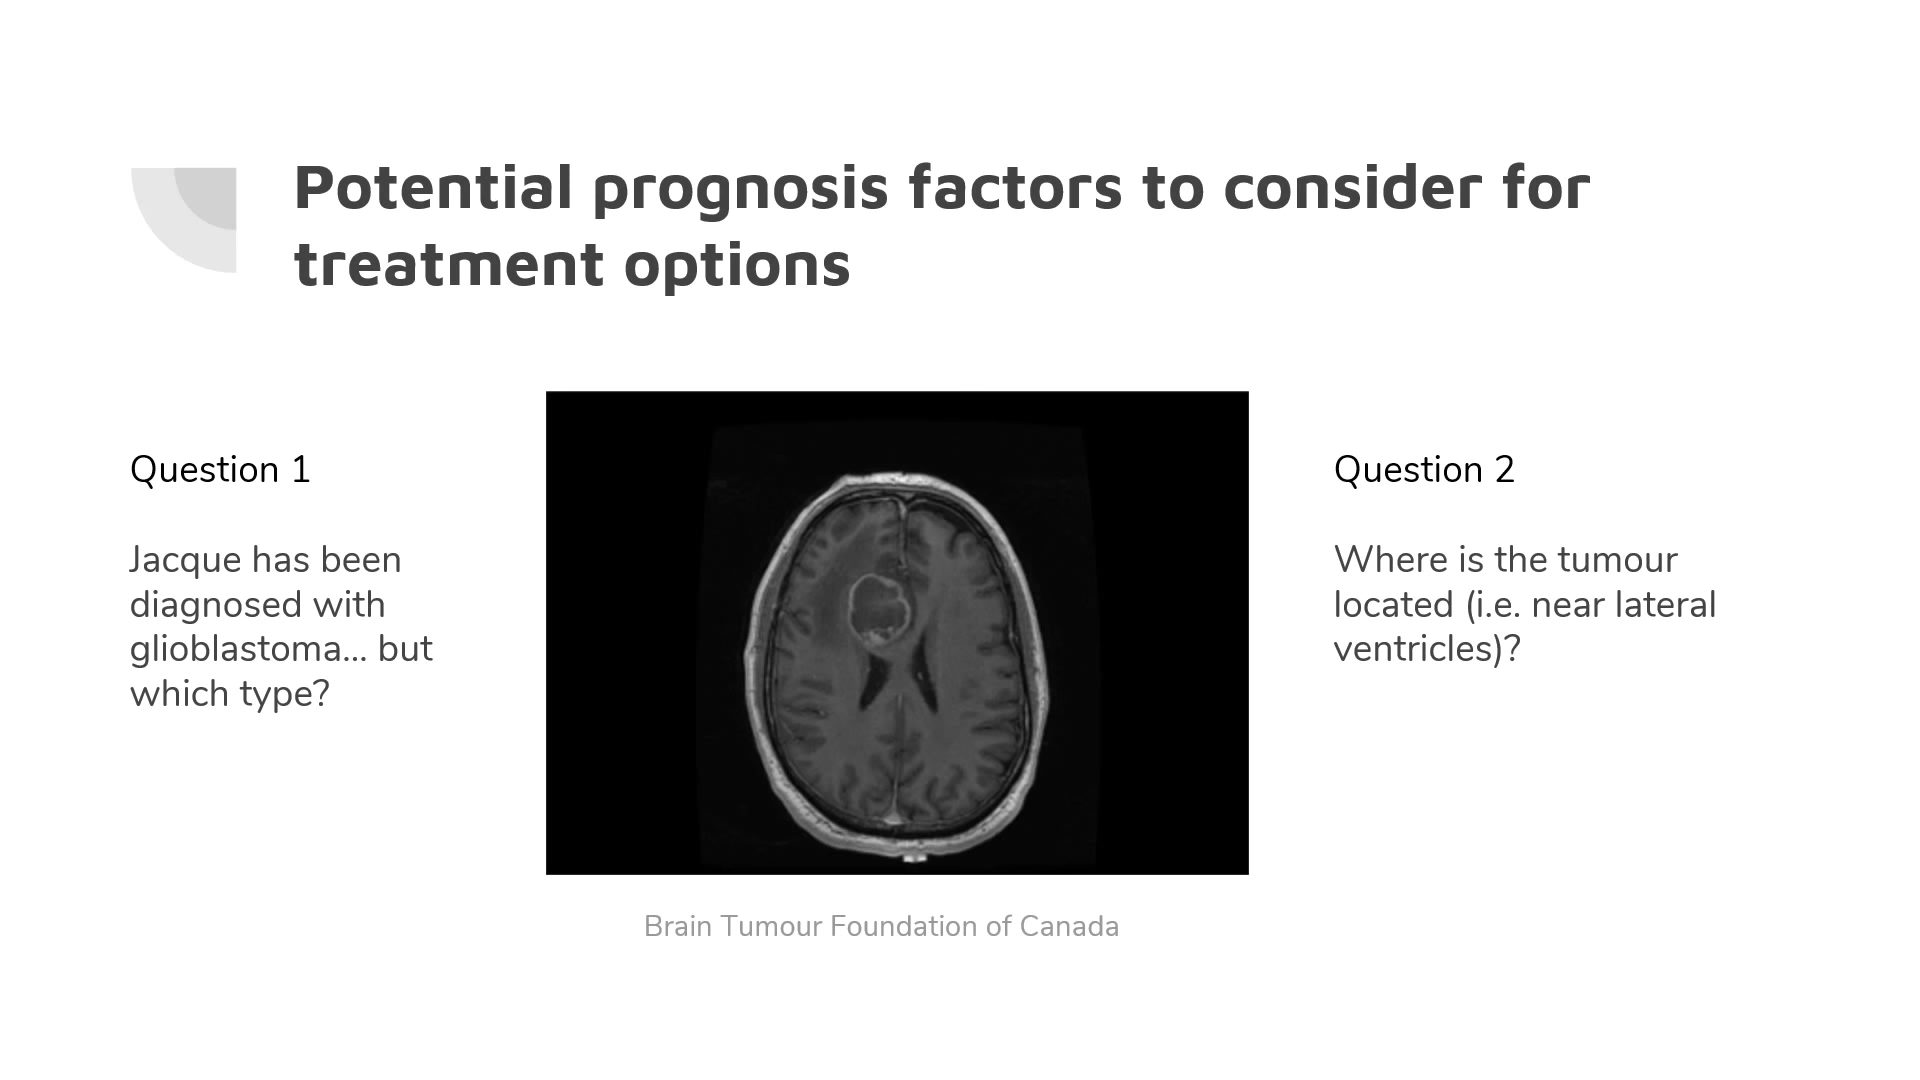 Potential prognosis factors to consider for
treatment options
Question 1
Jacque has been
diagnosed with
glioblastoma... but
which type?
Question 2
Where is the tumour
located (i.e. near lateral
ventricles)?
Brain Tumour Foundation of Canada